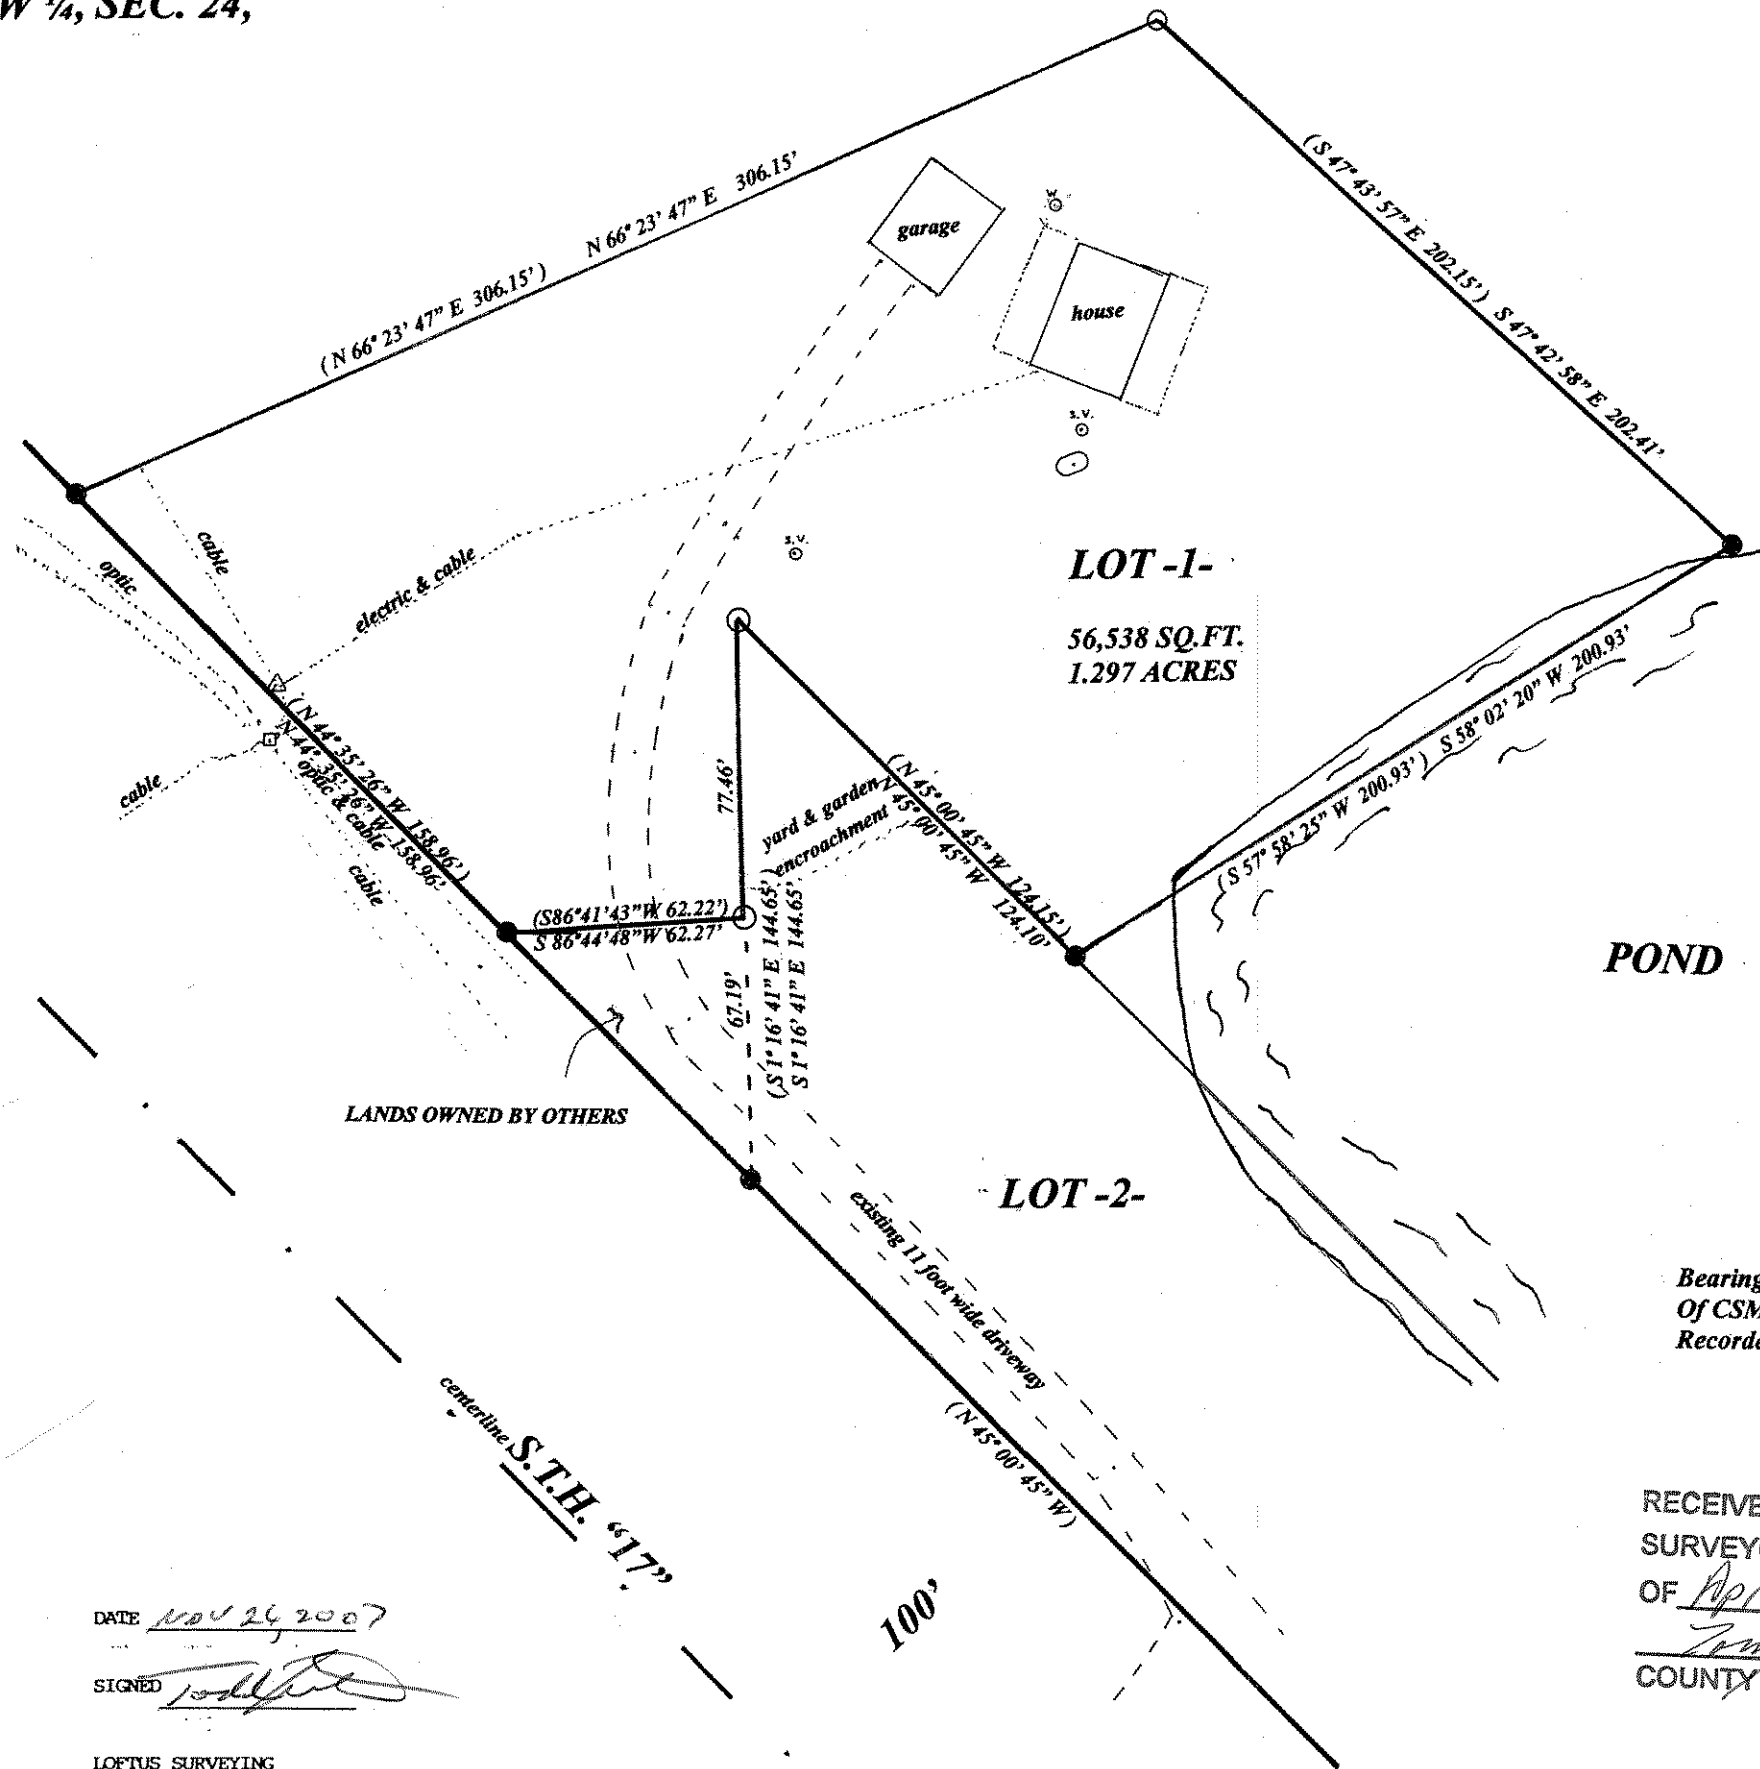 W ¼, SEC. 24,
( N 66° 23' 47" E 306.15' )
N 66° 23' 47" E 306.15'
( S 47° 43' 57" E 202.15' )
S 47° 42' 58" E 202.41'
garage
W
house
S.V.
S.V.
cable
optic
electric & cable
LOT -1-
56,538 SQ.FT.
1.297 ACRES
( N 44° 35' 26" W 158.96' )
N 44° 35' 26" W 158.96'
optic & cable
cable
cable
77.46'
yard & garden
encroachment
( N 45° 00' 45" W 124.15' )
N 45° 00' 45" W 124.10'
S 58° 02' 20" W 200.93'
( S 57° 58' 25" W 200.93' )
(S86°41'43"W 62.22')
S 86°44'48"W 62.27'
67.19'
( S 1° 16' 41" E 144.65' )
S 1° 16' 41" E 144.65'
POND
LANDS OWNED BY OTHERS
LOT -2-
existing 11 foot wide driveway
( N 45° 00' 45" W )
Bearing
Of CSM
Recorde
centerline
S.T.H. "17"
100'
RECEIVE
SURVEY
OF Apr
COUNTY
DATE NOV 26, 2007
SIGNED
LOFTUS SURVEYING